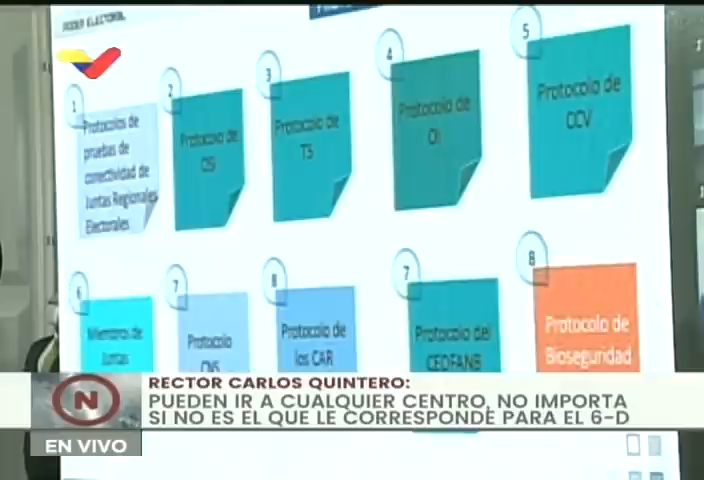 PODER ELECTORAL
1
Protocolos de
pruebas de
conectividad de
Juntas Regionales
Electorales
2
Protocolo de
OSI
3
Protocolo de
TS
4
Protocolo de
OI
5
Protocolo de
CCV
6
Miembros de
Juntas
7
Protocolo
CNS
8
Protocolo de
los CAR
7
Protocolo del
CEOFANB
8
Protocolo de
Bioseguridad
N
EN VIVO
RECTOR CARLOS QUINTERO:
PUEDEN IR A CUALQUIER CENTRO, NO IMPORTA
SI NO ES EL QUE LE CORRESPONDE PARA EL 6-D